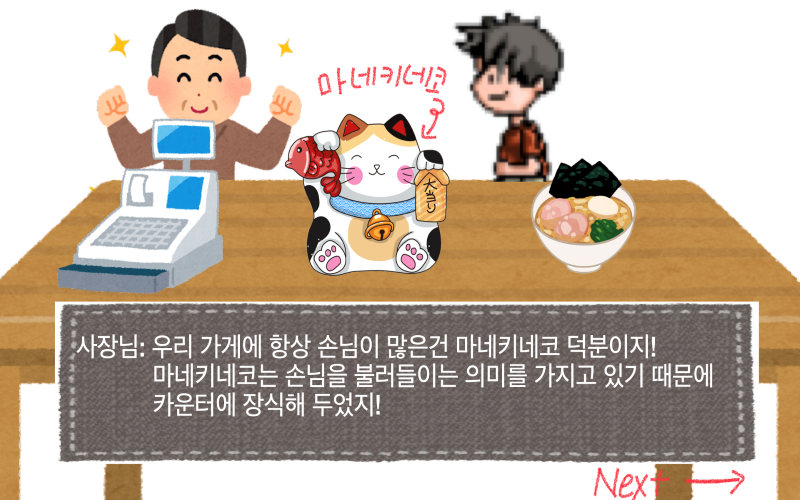 마네키네코
大当り
사장님: 우리 가게에 항상 손님이 많은건 마네키네코 덕분이지!
마네키네코는 손님을 불러들이는 의미를 가지고 있기 때문에
카운터에 장식해 두었지!
Next